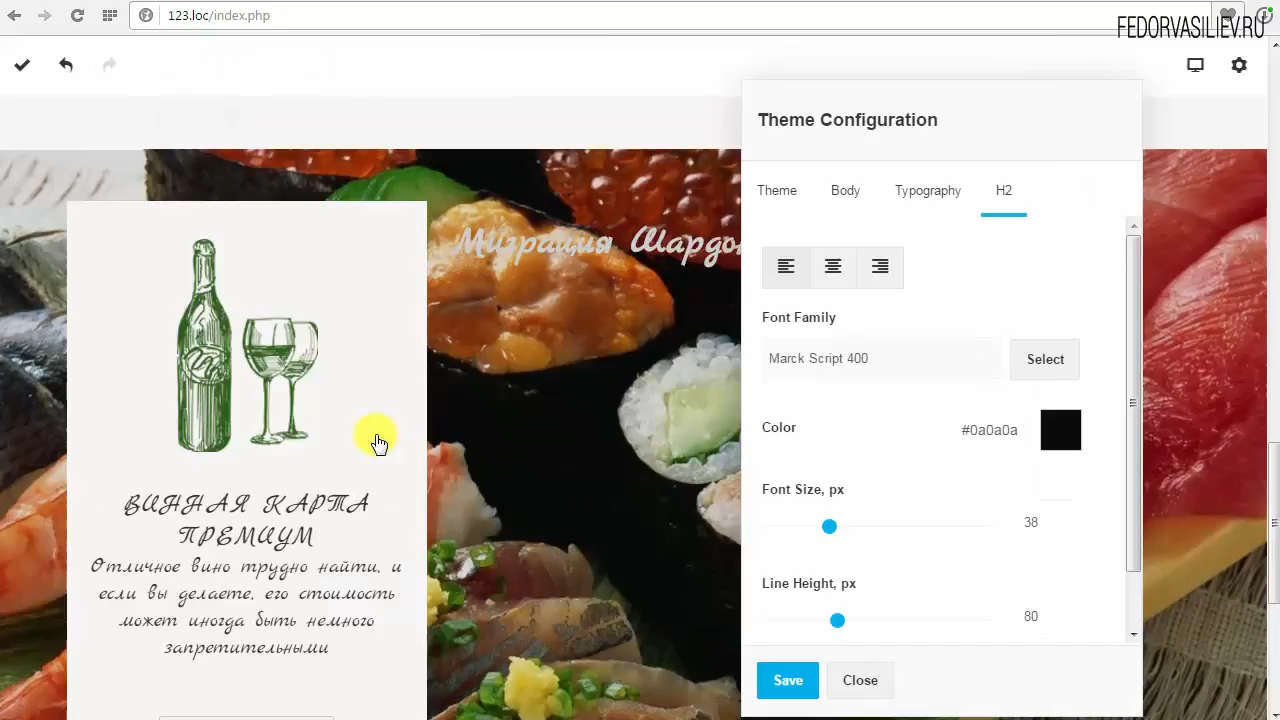 123.loc/index.php
FEDORVASILIEV.RU
Theme Configuration
Theme Body Typography H2
Миграция Шардон
Font Family
Marck Script 400 Select
Color #0a0a0a
Font Size, px
38
Line Height, px
80
Save Close
ВИННАЯ КАРТА
ПРЕМИУМ
Отличное вино трудно найти, и
если вы делаете, его стоимость
может иногда быть немного
запретительными